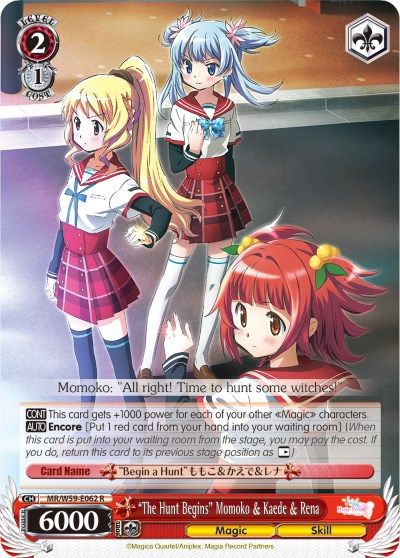 LEVEL
2
1
COST
Momoko: "All right! Time to hunt some witches!"
CONT This card gets +1000 power for each of your other «Magic» characters.
AUTO Encore [Put 1 red card from your hand into your waiting room] (When
this card is put into your waiting room from the stage, you may pay the cost. If
you do, return this card to its previous stage position as REST)
Card Name "Begin a Hunt" ももこ&かえで&レナ
CH MR/W59-E062 R
POWER 6000 SOUL "The Hunt Begins" Momoko & Kaede & Rena
Magic Skill
©Magica Quartet/Aniplex, Magia Record Partners